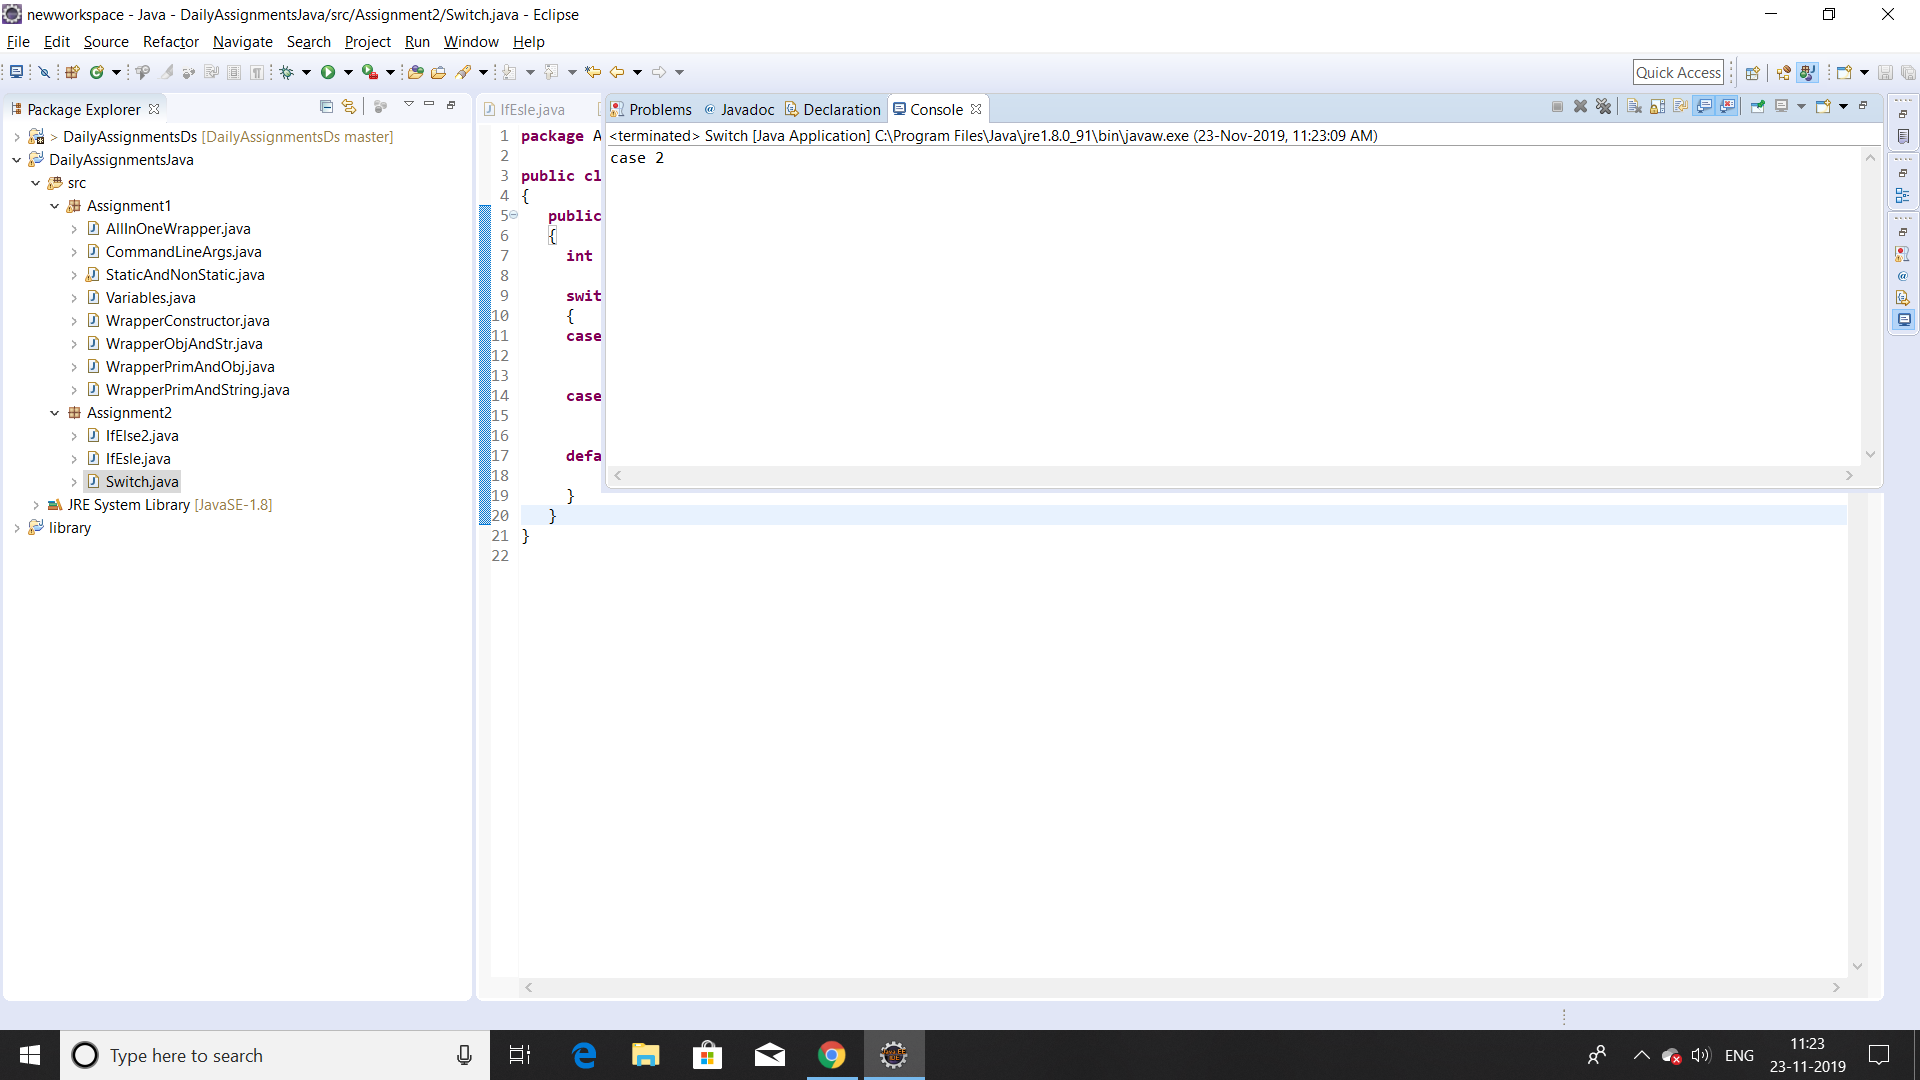 newworkspace - Java - DailyAssignmentsJava/src/Assignment2/Switch.java - Eclipse
File Edit Source Refactor Navigate Search Project Run Window Help
Quick Access
Package Explorer
> DailyAssignmentsDs [DailyAssignmentsDs master]
DailyAssignmentsJava
src
Assignment1
AllInOneWrapper.java
CommandLineArgs.java
StaticAndNonStatic.java
Variables.java
WrapperConstructor.java
WrapperObjAndStr.java
WrapperPrimAndObj.java
WrapperPrimAndString.java
Assignment2
IfElse2.java
IfEsle.java
Switch.java
JRE System Library [JavaSE-1.8]
library
IfEsle.java
1 package A
2
3 public cl
4 {
5 public
6 {
7 int
8
9 swit
10 {
11 case
12
13
14 case
15
16
17 defa
18
19 }
20 }
21 }
22
Problems @ Javadoc Declaration Console
<terminated> Switch [Java Application] C:\Program Files\Java\jre1.8.0_91\bin\javaw.exe (23-Nov-2019, 11:23:09 AM)
case 2
Type here to search
ENG
11:23
23-11-2019